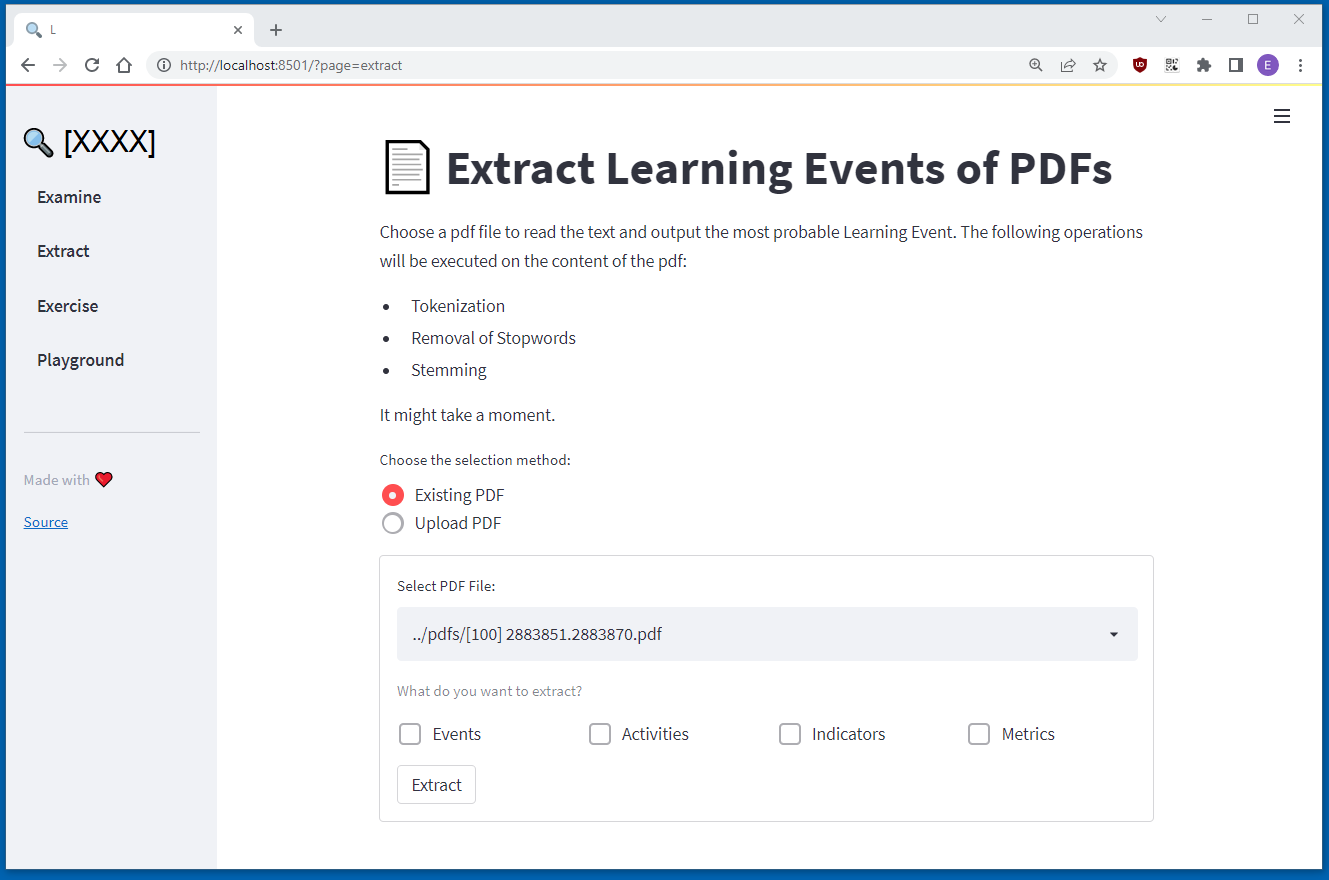 L
http://localhost:8501/?page=extract
E
[XXXX]
Examine
Extract
Exercise
Playground
Made with
Source
Extract Learning Events of PDFs
Choose a pdf file to read the text and output the most probable Learning Event. The following operations
will be executed on the content of the pdf:
• Tokenization
• Removal of Stopwords
• Stemming
It might take a moment.
Choose the selection method:
Existing PDF
Upload PDF
Select PDF File:
../pdfs/[100] 2883851.2883870.pdf
What do you want to extract?
Events Activities Indicators Metrics
Extract